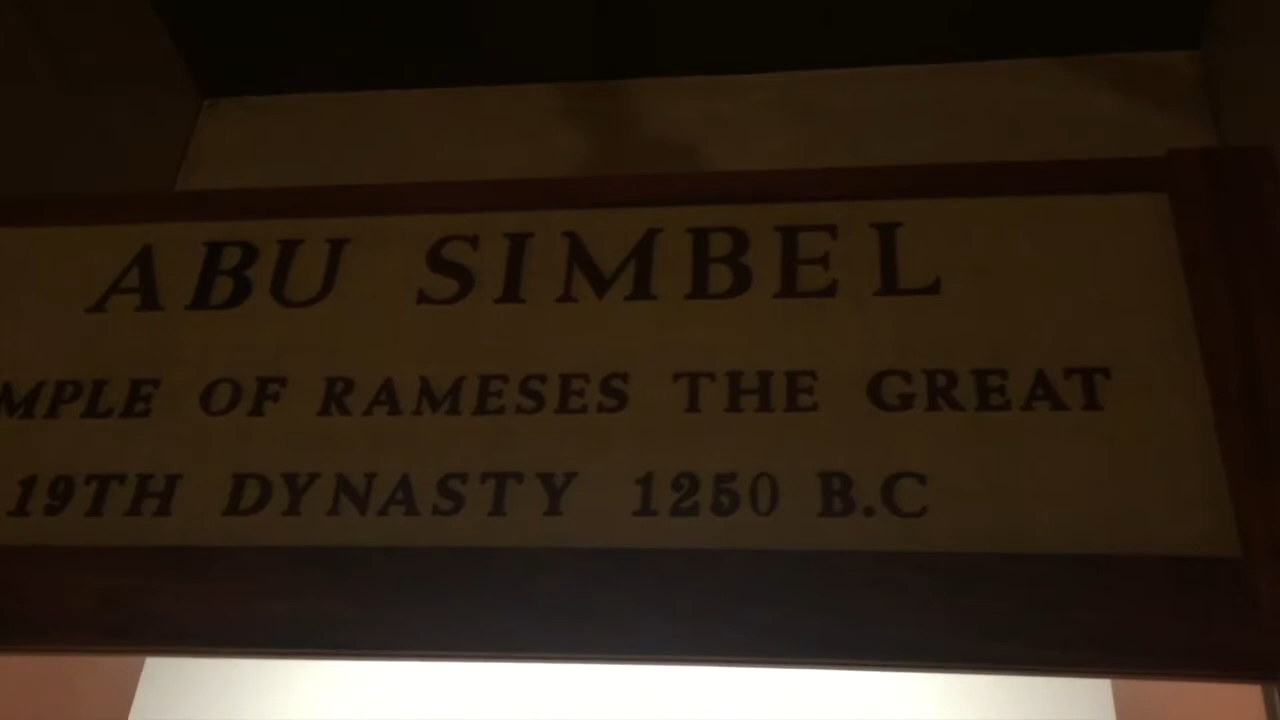 ABU SIMBEL
MPLE OF RAMESES THE GREAT
19TH DYNASTY 1250 B.C